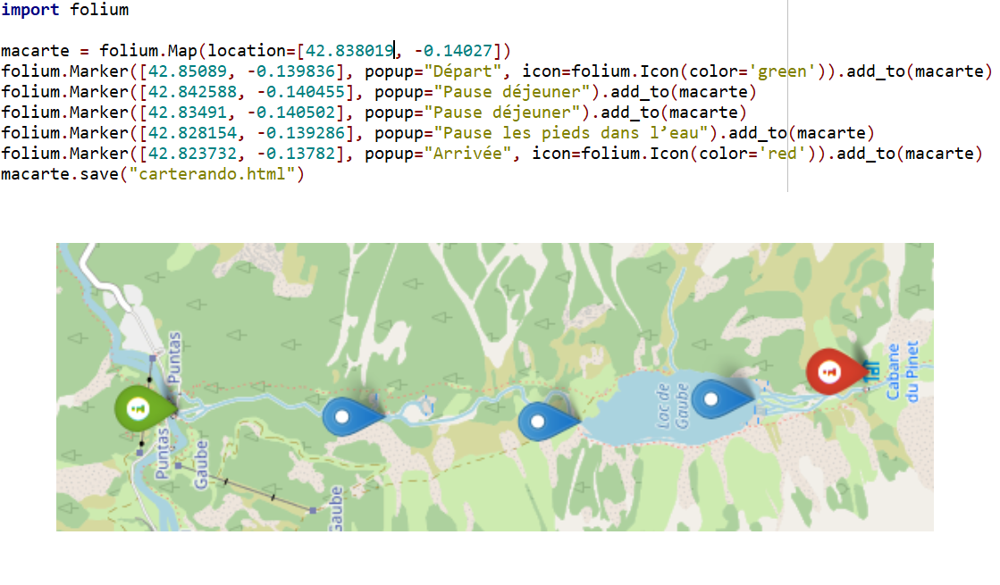 import folium
macarte = folium.Map(location=[42.838019, -0.14027])
folium.Marker([42.85089, -0.139836], popup="Départ", icon=folium.Icon(color='green')).add_to(macarte)
folium.Marker([42.842588, -0.140455], popup="Pause déjeuner").add_to(macarte)
folium.Marker([42.83491, -0.140502], popup="Pause déjeuner").add_to(macarte)
folium.Marker([42.828154, -0.139286], popup="Pause les pieds dans l’eau").add_to(macarte)
folium.Marker([42.823732, -0.13782], popup="Arrivée", icon=folium.Icon(color='red')).add_to(macarte)
macarte.save("carterando.html")
Puntas
Puntas
Gaube
Gaube
Lac de
Gaube
Cabane
du Pinet